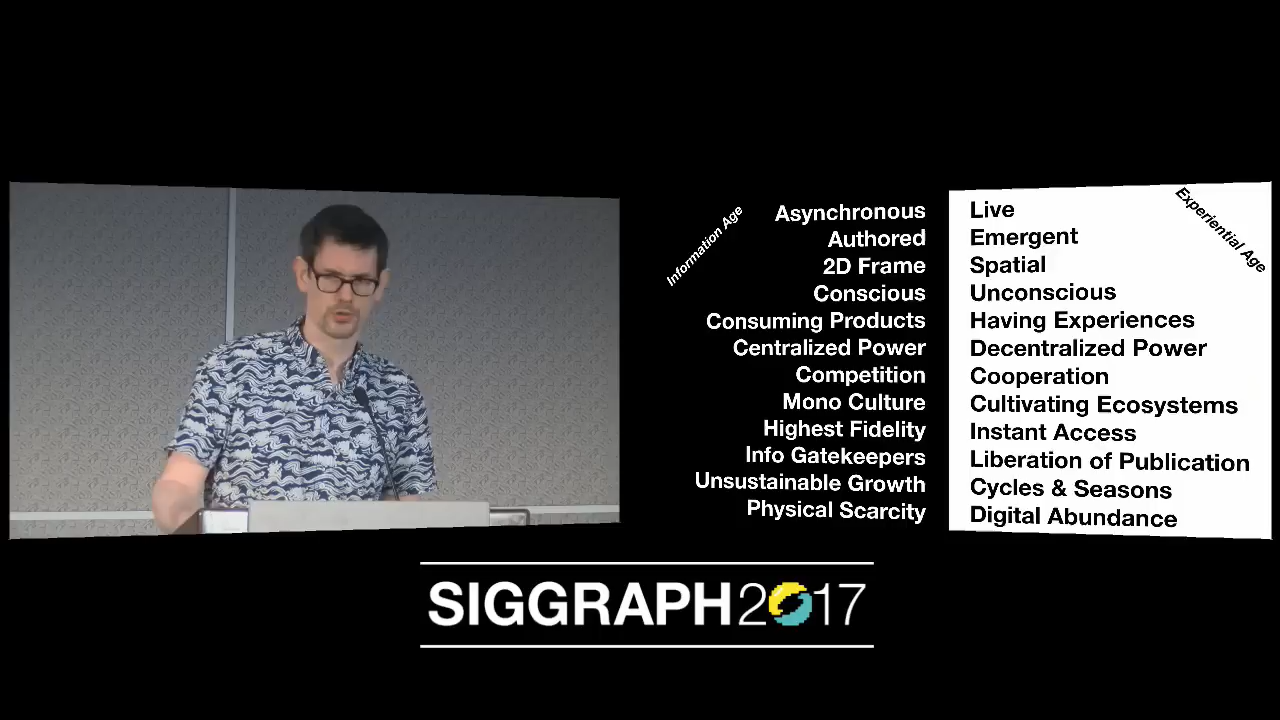 Information Age
Asynchronous
Authored
2D Frame
Conscious
Consuming Products
Centralized Power
Competition
Mono Culture
Highest Fidelity
Info Gatekeepers
Unsustainable Growth
Physical Scarcity
Experiential Age
Live
Emergent
Spatial
Unconscious
Having Experiences
Decentralized Power
Cooperation
Cultivating Ecosystems
Instant Access
Liberation of Publication
Cycles & Seasons
Digital Abundance
SIGGRAPH2017